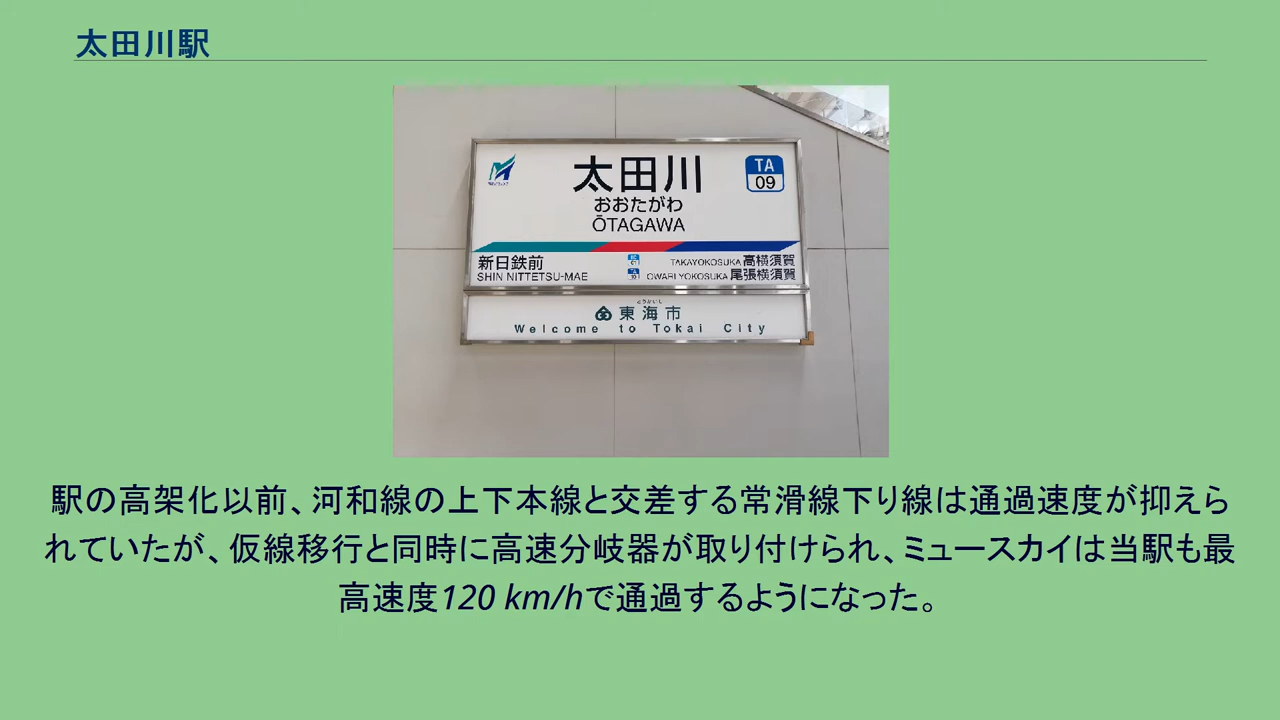 太田川駅
太田川
TA
09
おおたがわ
ŌTAGAWA
新日鉄前
SHIN NITTETSU-MAE
TAKAYOKOSUKA 高横須賀
OWARI YOKOSUKA 尾張横須賀
とうかいし
東海市
Welcome to Tokai City
駅の高架化以前、河和線の上下本線と交差する常滑線下り線は通過速度が抑えら
れていたが、仮線移行と同時に高速分岐器が取り付けられ、ミュースカイは当駅も最
高速度120 km/hで通過するようになった。